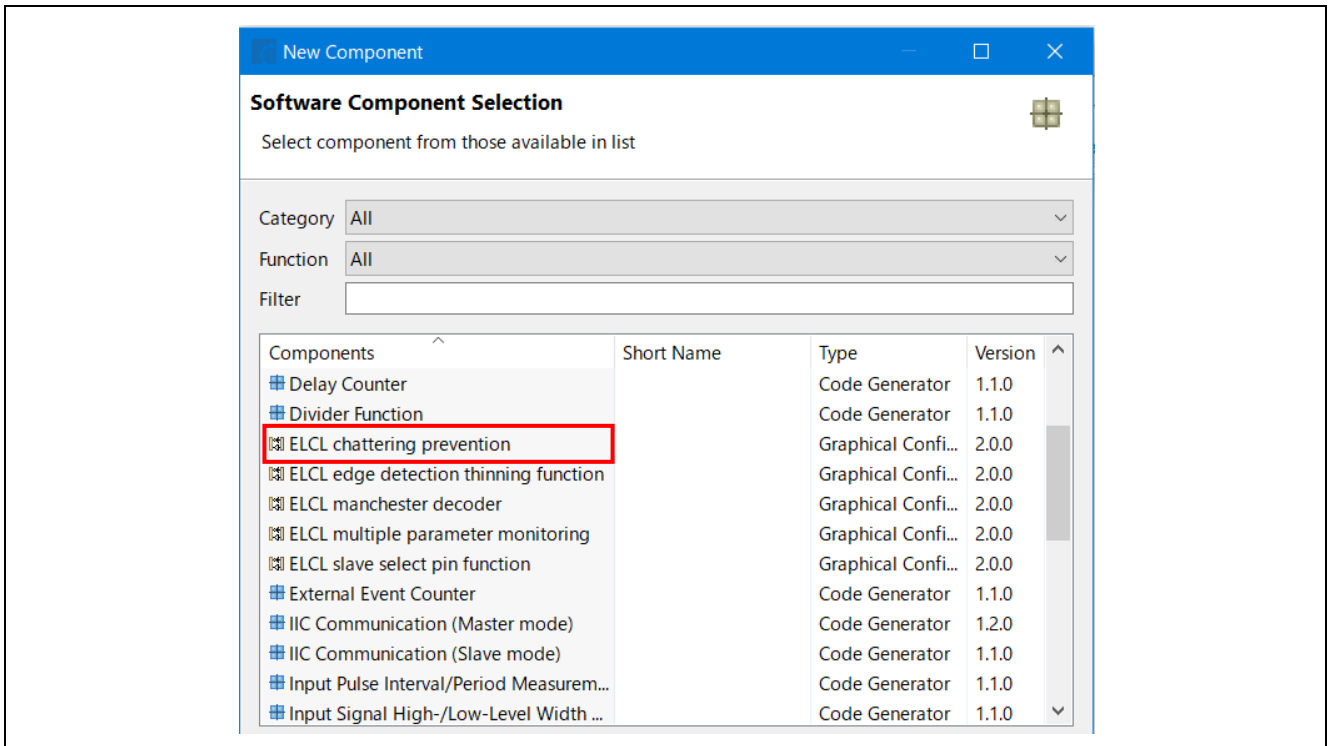 New Component
Software Component Selection
Select component from those available in list
Category All
Function All
Filter
Components Short Name Type Version
Delay Counter Code Generator 1.1.0
Divider Function Code Generator 1.1.0
ELCL chattering prevention Graphical Confi... 2.0.0
ELCL edge detection thinning function Graphical Confi... 2.0.0
ELCL manchester decoder Graphical Confi... 2.0.0
ELCL multiple parameter monitoring Graphical Confi... 2.0.0
ELCL slave select pin function Graphical Confi... 2.0.0
External Event Counter Code Generator 1.1.0
IIC Communication (Master mode) Code Generator 1.2.0
IIC Communication (Slave mode) Code Generator 1.1.0
Input Pulse Interval/Period Measurem... Code Generator 1.1.0
Input Signal High-/Low-Level Width ... Code Generator 1.1.0